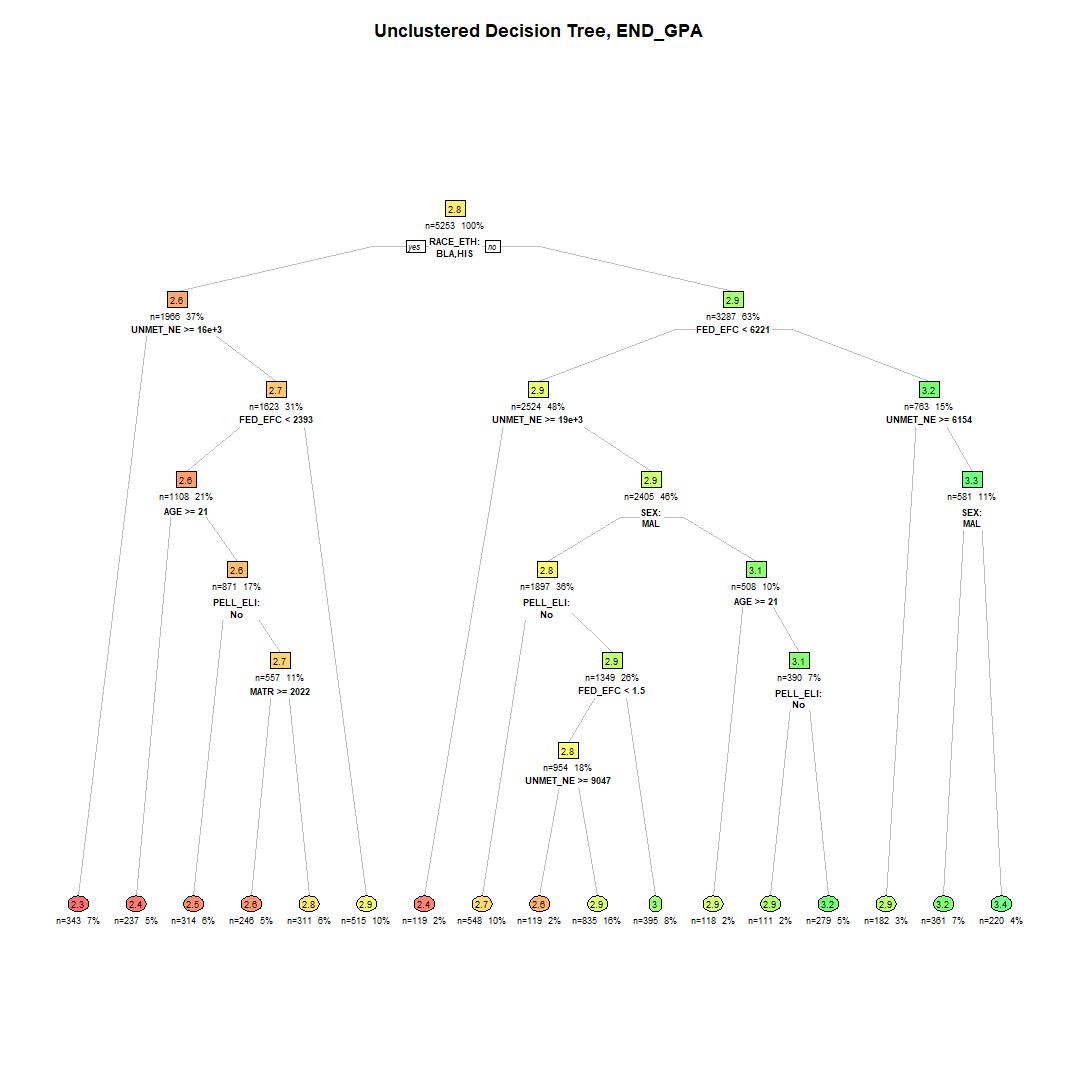 Unclustered Decision Tree, END_GPA
2.8
n=5253 100%
yes RACE_ETH: no
BLA,HIS
2.6 2.9
n=1966 37% n=3287 63%
UNMET_NE >= 16e+3 FED_EFC < 6221
2.7 2.9 3.2
n=1623 31% n=2524 48% n=763 15%
FED_EFC < 2393 UNMET_NE >= 19e+3 UNMET_NE >= 6154
2.6 2.9 3.3
n=1108 21% n=2405 46% n=581 11%
AGE >= 21 SEX: SEX:
MAL MAL
2.6 2.8 3.1
n=871 17% n=1897 36% n=508 10%
PELL_ELI: PELL_ELI: AGE >= 21
No No
2.7 2.9 3.1
n=557 11% n=1349 26% n=390 7%
MATR >= 2022 FED_EFC < 1.5 PELL_ELI:
No
2.8
n=954 18%
UNMET_NE >= 9047
2.3 2.4 2.5 2.6 2.8 2.9 2.4 2.7 2.6 2.9 3 2.9 2.9 3.2 2.9 3.2 3.4
n=343 7% n=237 5% n=314 6% n=246 5% n=311 6% n=515 10% n=119 2% n=548 10% n=119 2% n=835 16% n=395 8% n=118 2% n=111 2% n=279 5% n=182 3% n=361 7% n=220 4%